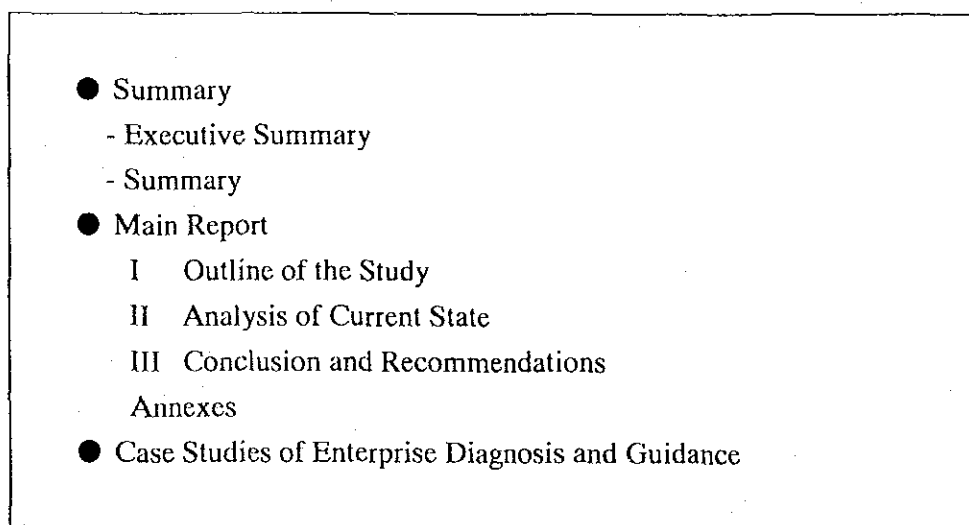 ● Summary
- Executive Summary
- Summary
● Main Report
I Outline of the Study
II Analysis of Current State
III Conclusion and Recommendations
Annexes
● Case Studies of Enterprise Diagnosis and Guidance